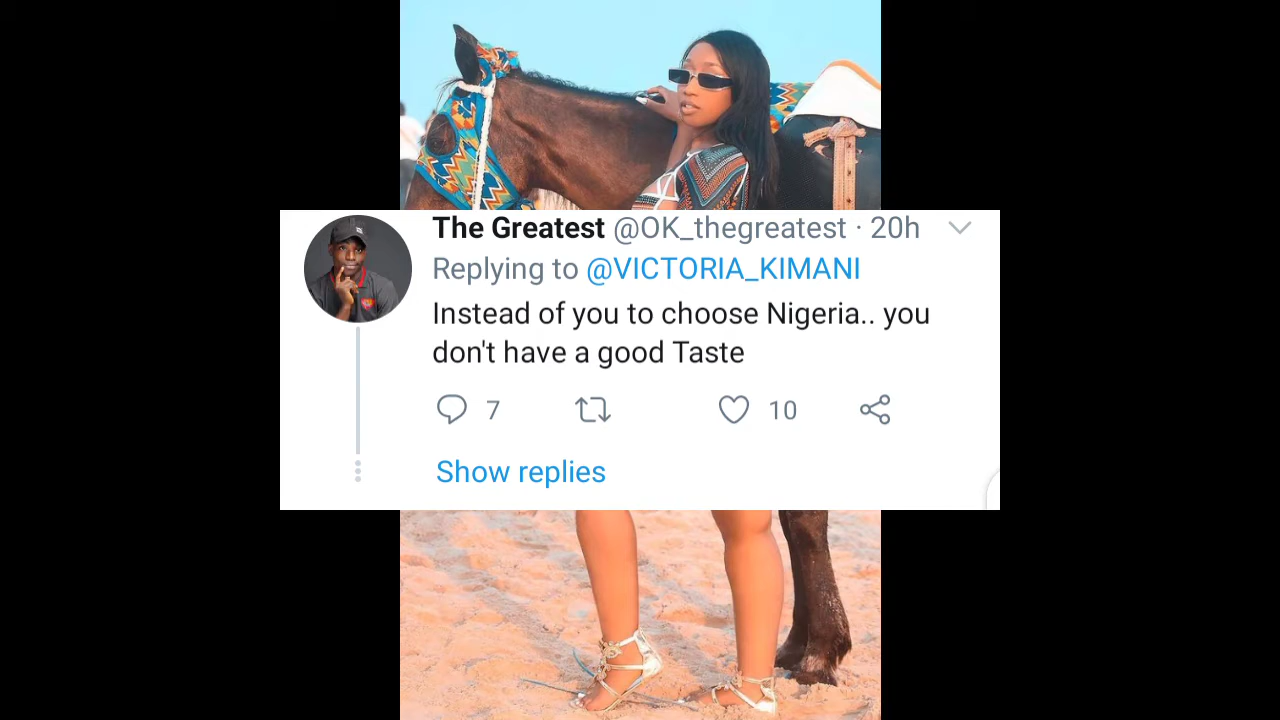 The Greatest @OK_thegreatest · 20h
Replying to @VICTORIA_KIMANI
Instead of you to choose Nigeria.. you
don't have a good Taste
7 10
Show replies